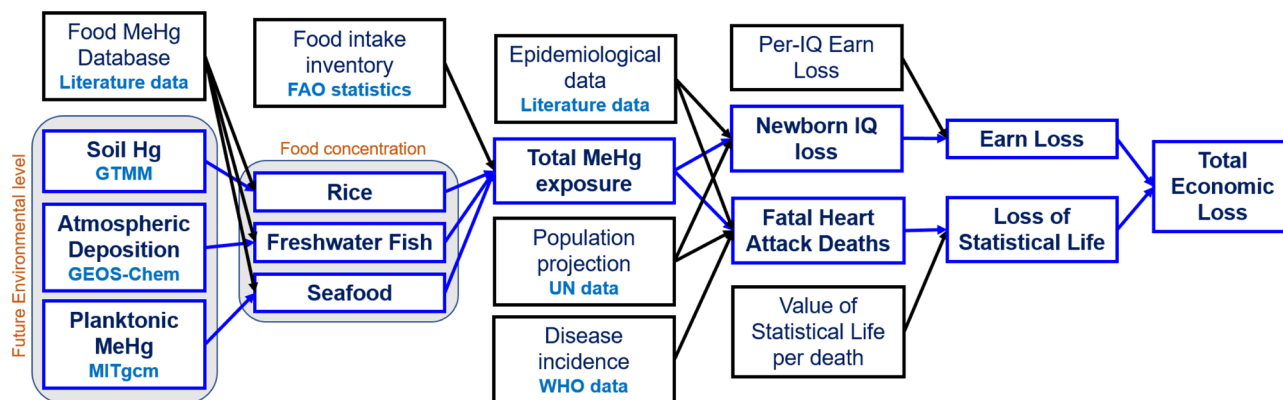 Food MeHg
Database
Literature data
Future Environmental level
Soil Hg
GTMM
Atmospheric
Deposition
GEOS-Chem
Planktonic
MeHg
MITgcm
Food intake
inventory
FAO statistics
Food concentration
Rice
Freshwater Fish
Seafood
Epidemiological
data
Literature data
Total MeHg
exposure
Population
projection
UN data
Disease
incidence
WHO data
Per-IQ Earn
Loss
Newborn IQ
loss
Fatal Heart
Attack Deaths
Value of
Statistical Life
per death
Earn Loss
Loss of
Statistical Life
Total
Economic
Loss